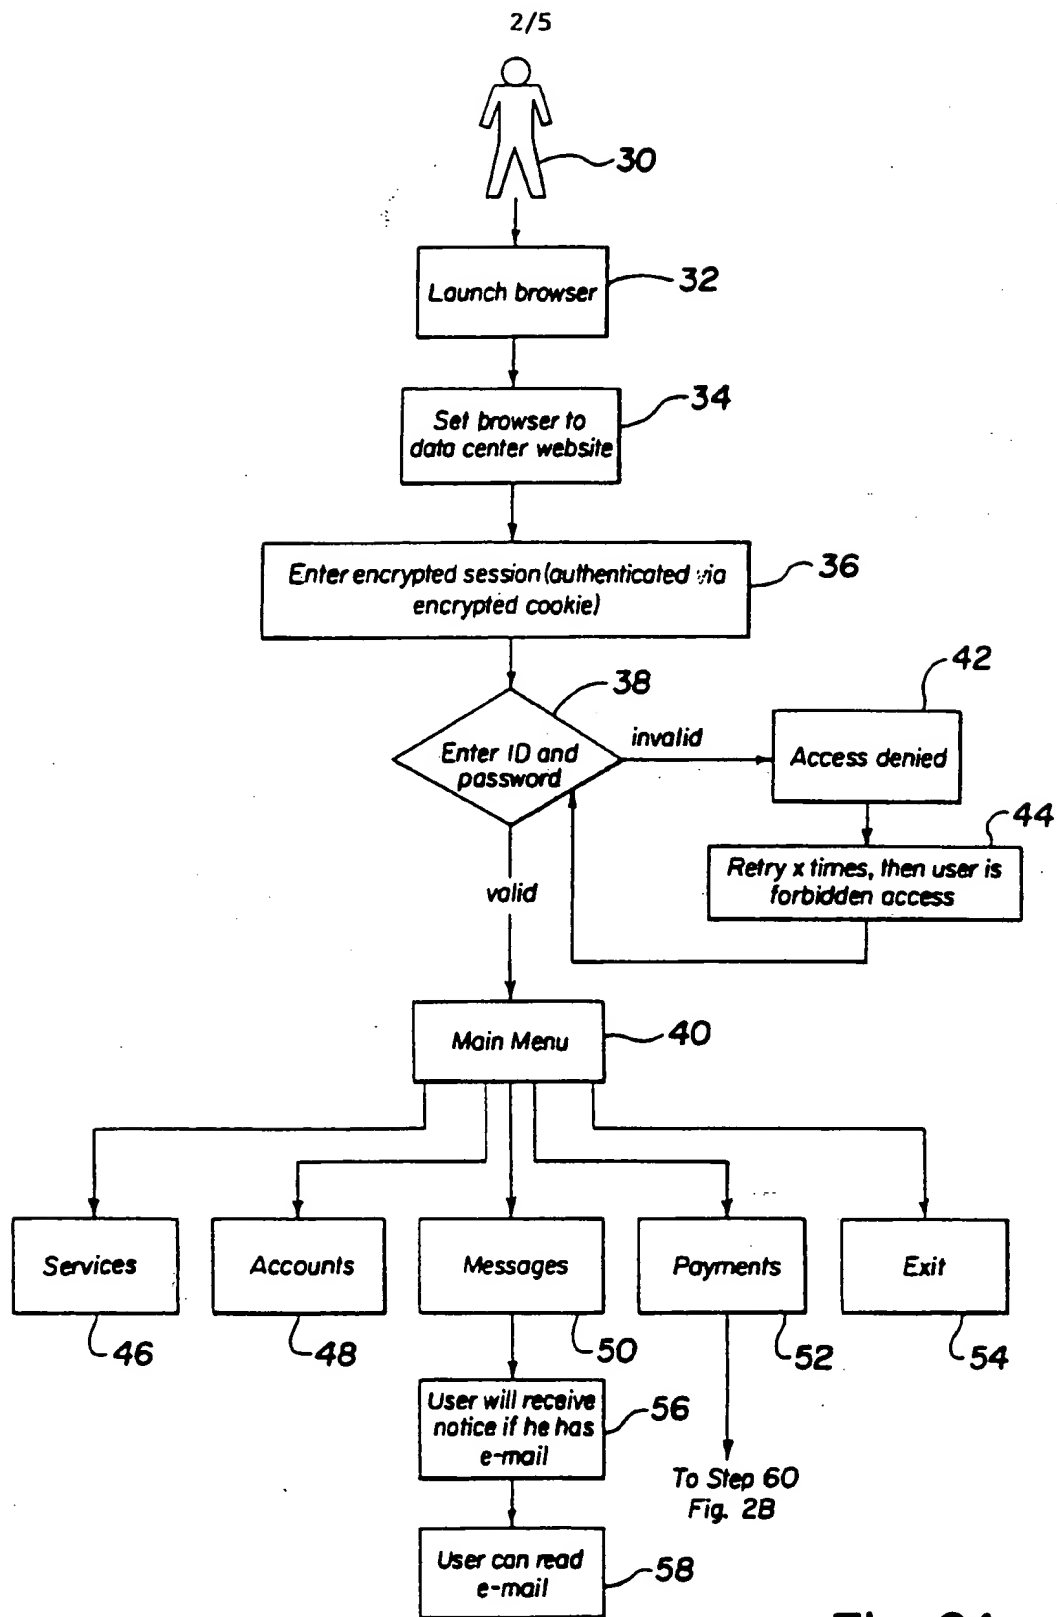 2/5
30
Launch browser
32
Set browser to
data center website
34
Enter encrypted session (authenticated via
encrypted cookie)
36
38
Enter ID and
password
invalid
42
Access denied
44
Retry x times, then user is
forbidden access
valid
Main Menu
40
Services
Accounts
Messages
Payments
Exit
46
48
50
52
54
User will receive
notice if he has
e-mail
56
To Step 60
Fig. 2B
User can read
e-mail
58